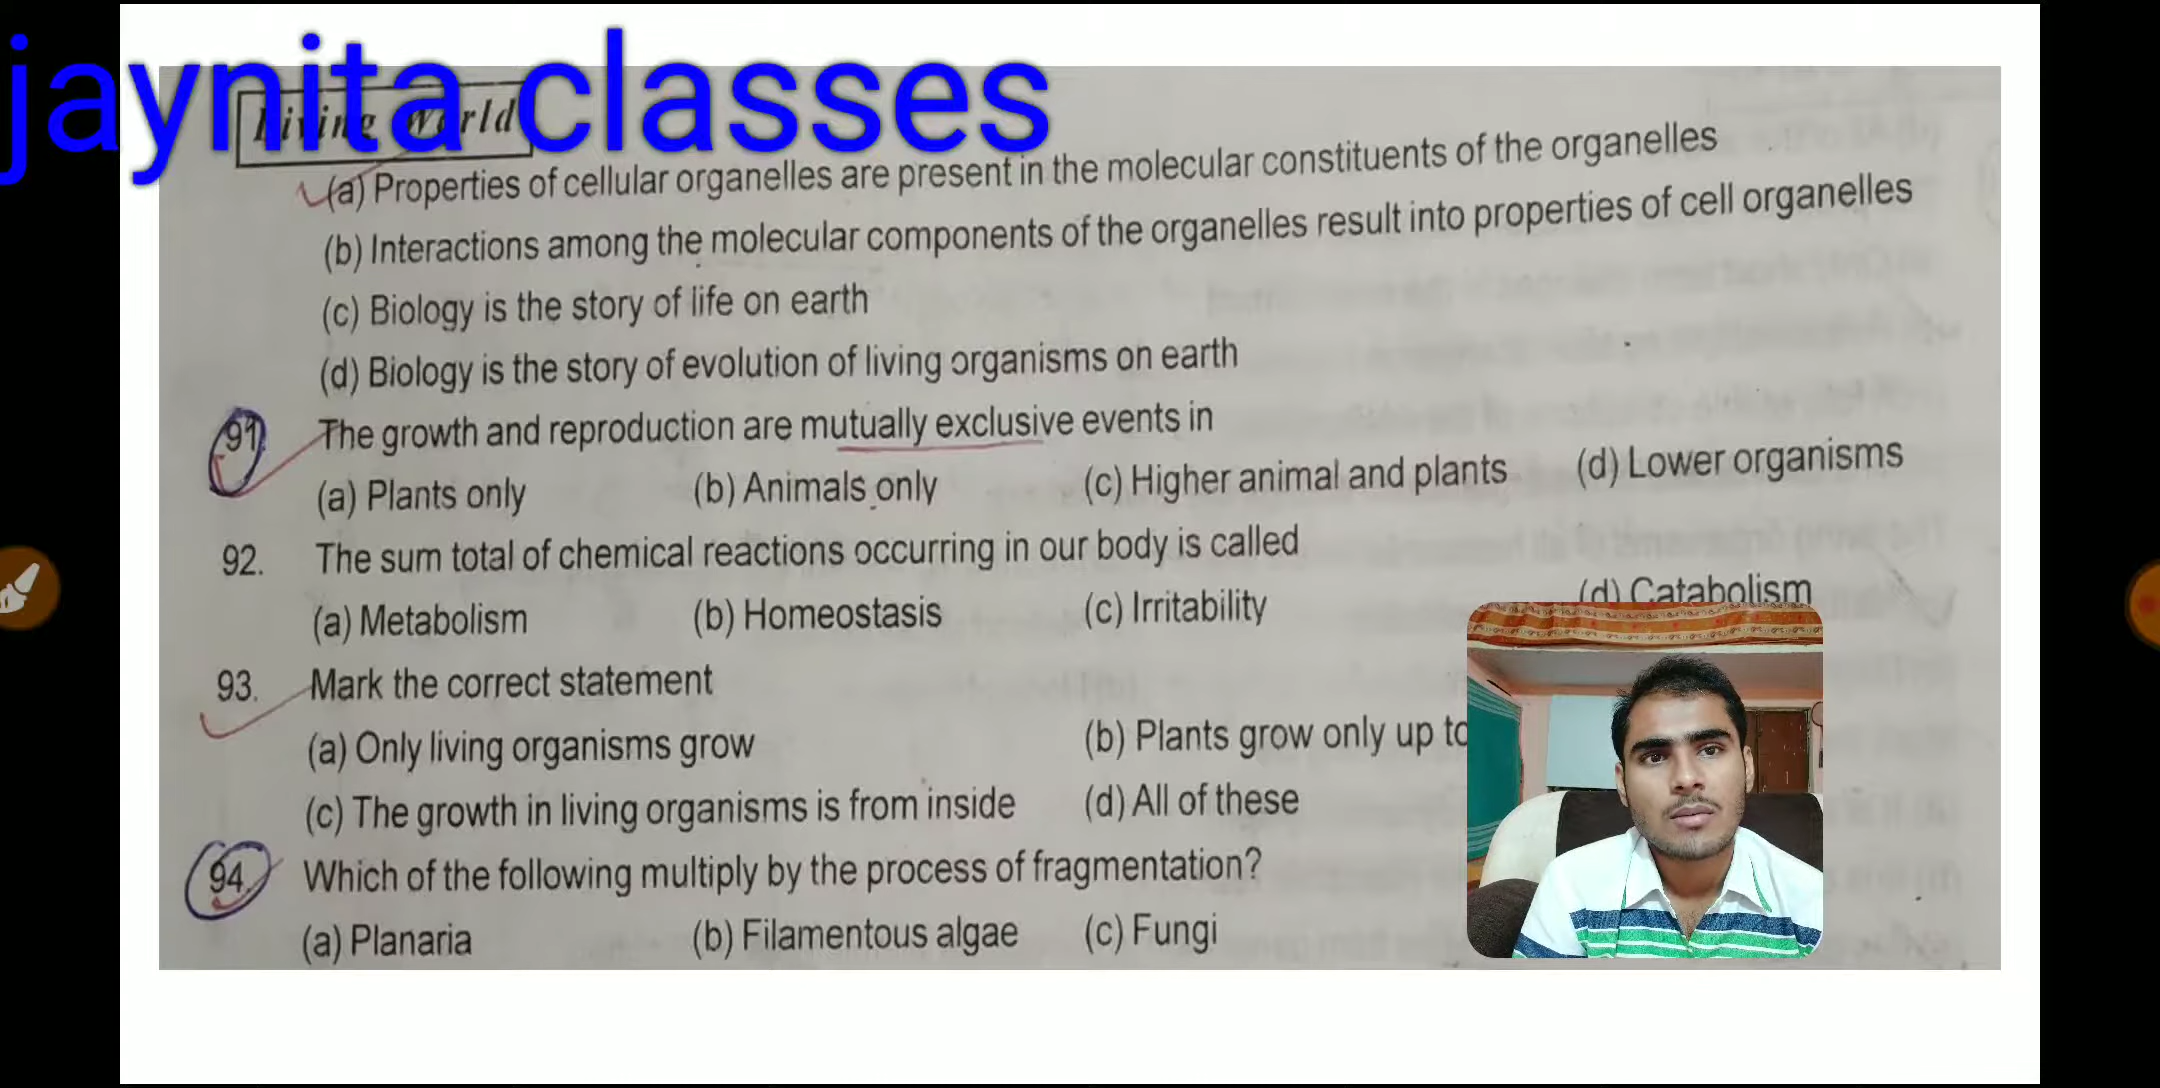 jaynita classes
Living World
(a) Properties of cellular organelles are present in the molecular constituents of the organelles
(b) Interactions among the molecular components of the organelles result into properties of cell organelles
(c) Biology is the story of life on earth
(d) Biology is the story of evolution of living organisms on earth
91. The growth and reproduction are mutually exclusive events in
(a) Plants only (b) Animals only (c) Higher animal and plants (d) Lower organisms
92. The sum total of chemical reactions occurring in our body is called
(a) Metabolism (b) Homeostasis (c) Irritability (d) Catabolism
93. Mark the correct statement
(a) Only living organisms grow (b) Plants grow only up to
(c) The growth in living organisms is from inside (d) All of these
94. Which of the following multiply by the process of fragmentation?
(a) Planaria (b) Filamentous algae (c) Fungi